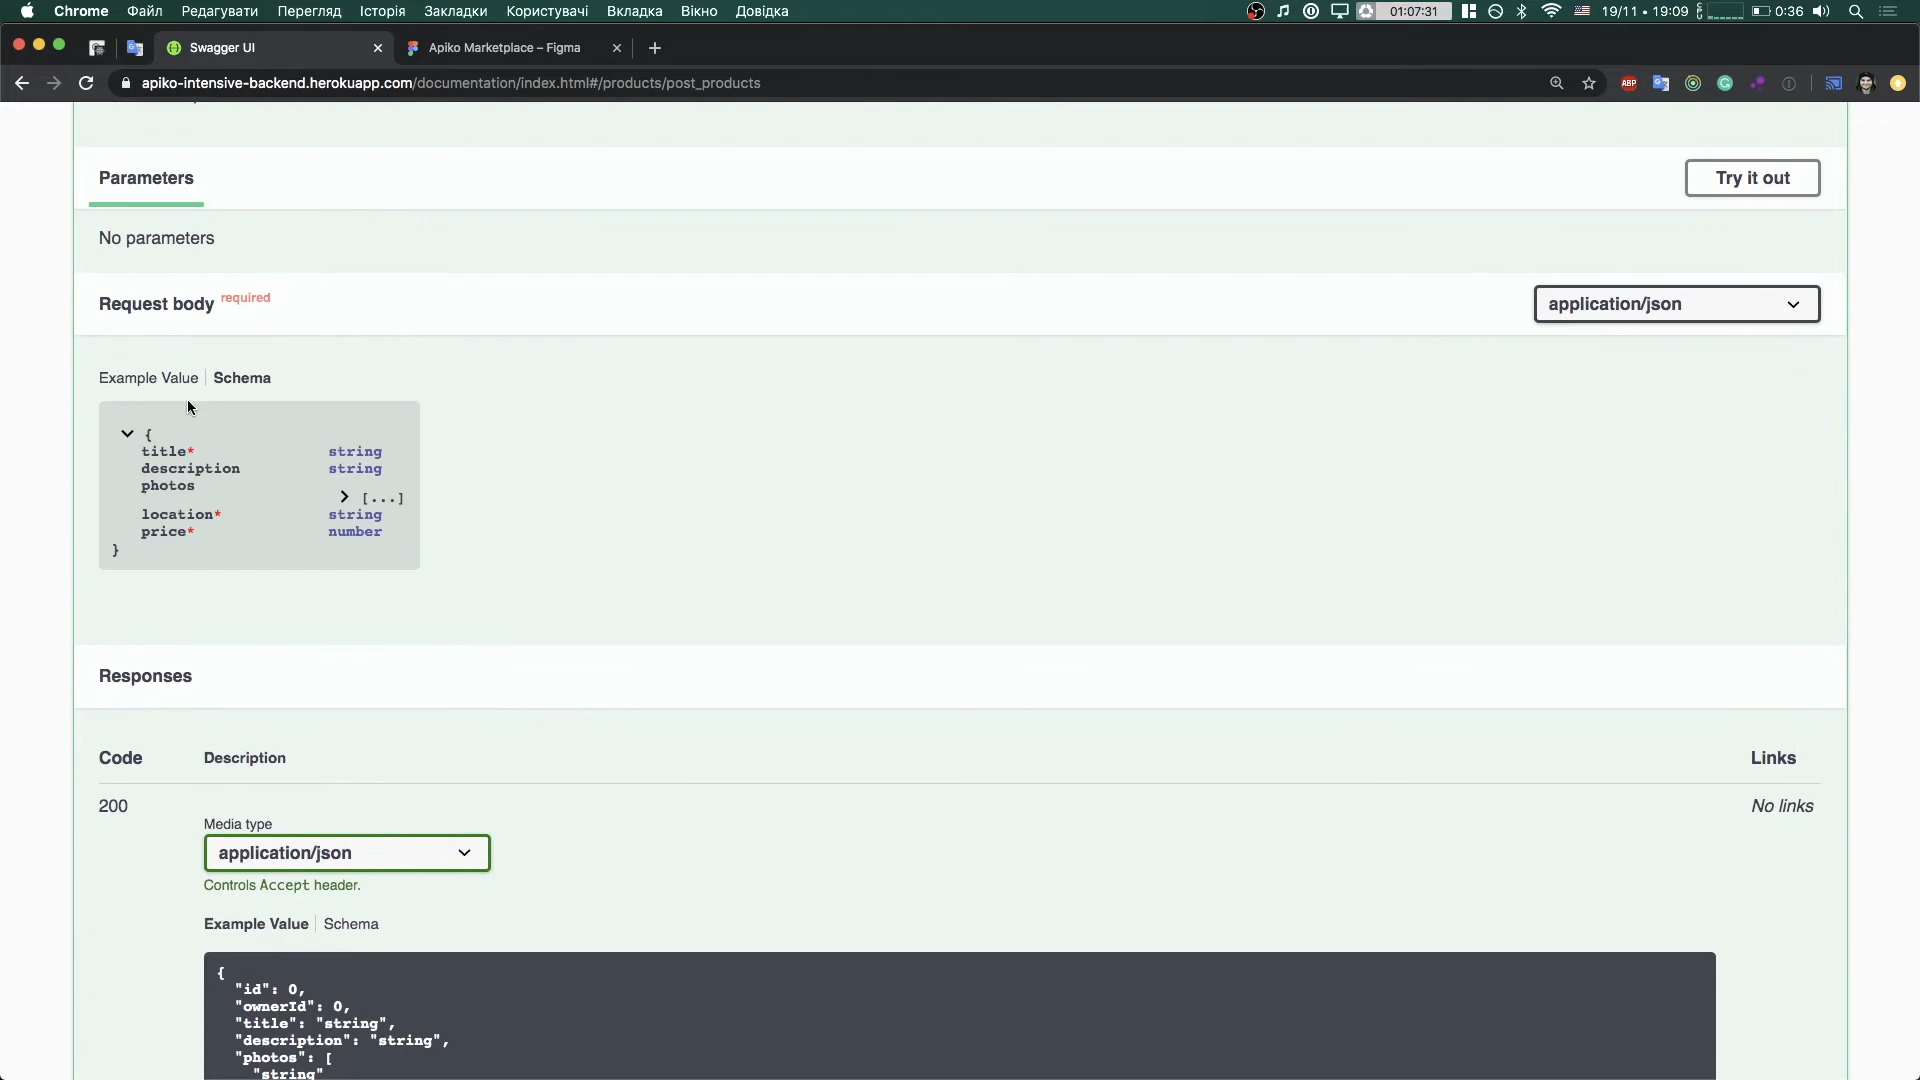 Chrome Файл Редагувати Перегляд Історія Закладки Користувачі Вкладка Вікно Довідка 01:07:31 19/11 • 19:09 0:36
Swagger UI Apiko Marketplace – Figma
apiko-intensive-backend.herokuapp.com/documentation/index.html#/products/post_products ABP
Parameters Try it out
No parameters
Request body required application/json
Example Value Schema
{
title* string
description string
photos
[...]
location* string
price* number
}
Responses
Code Description Links
200 No links
Media type
application/json
Controls Accept header.
Example Value Schema
{
"id": 0,
"ownerId": 0,
"title": "string",
"description": "string",
"photos": [
"string"